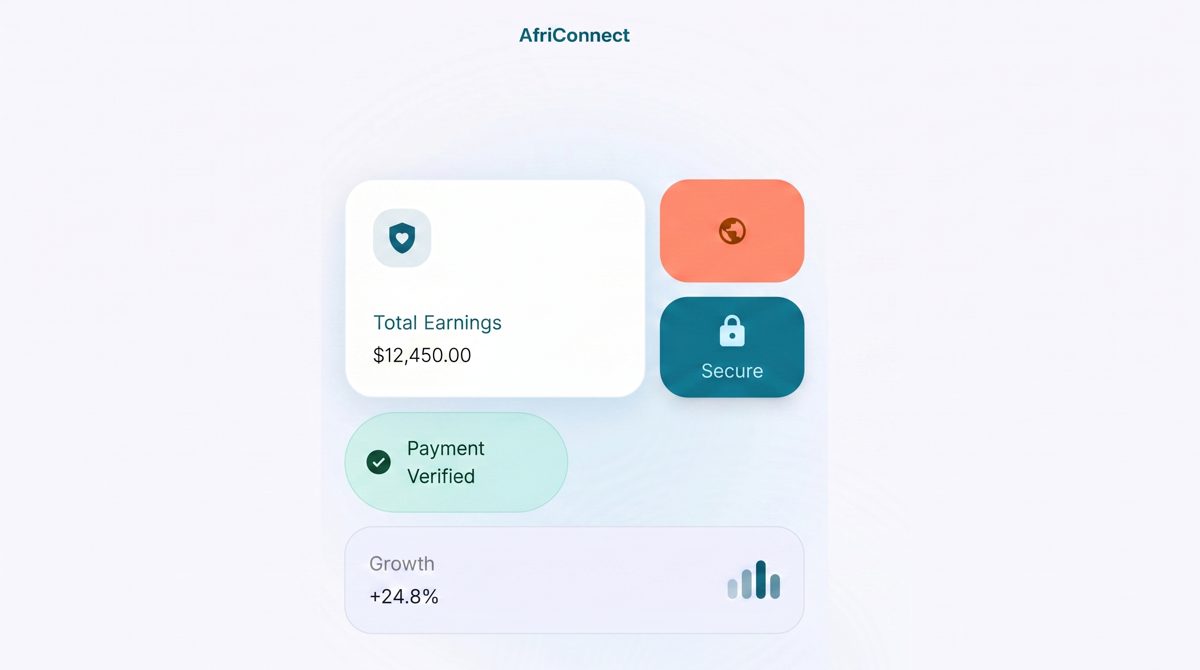 AfriConnect
Total Earnings
$12,450.00
Secure
Payment
Verified
Growth
+24.8%